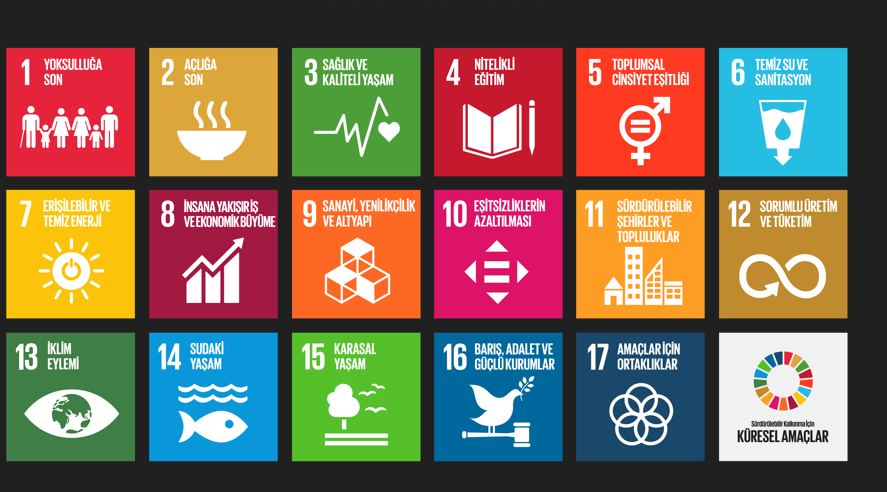 1 YOKSULLUĞA
SON
2 AÇLIĞA
SON
3 SAĞLIK VE
KALİTELİ YAŞAM
4 NİTELİKLİ
EĞİTİM
5 TOPLUMSAL
CİNSİYET EŞİTLİĞİ
6 TEMİZ SU VE
SANİTASYON
7 ERİŞİLEBİLİR VE
TEMİZ ENERJİ
8 İNSANA YAKIŞIR İŞ
VE EKONOMİK BÜYÜME
9 SANAYİ, YENİLİKÇİLİK
VE ALTYAPI
10 EŞİTSİZLİKLERİN
AZALTILMASI
11 SÜRDÜRÜLEBİLİR
ŞEHİRLER VE
TOPLULUKLAR
12 SORUMLU ÜRETİM
VE TÜKETİM
13 İKLİM
EYLEMİ
14 SUDAKİ
YAŞAM
15 KARASAL
YAŞAM
16 BARIŞ, ADALET VE
GÜÇLÜ KURUMLAR
17 AMAÇLAR İÇİN
ORTAKLIKLAR
Sürdürülebilir Kalkınma İçin
KÜRESEL AMAÇLAR